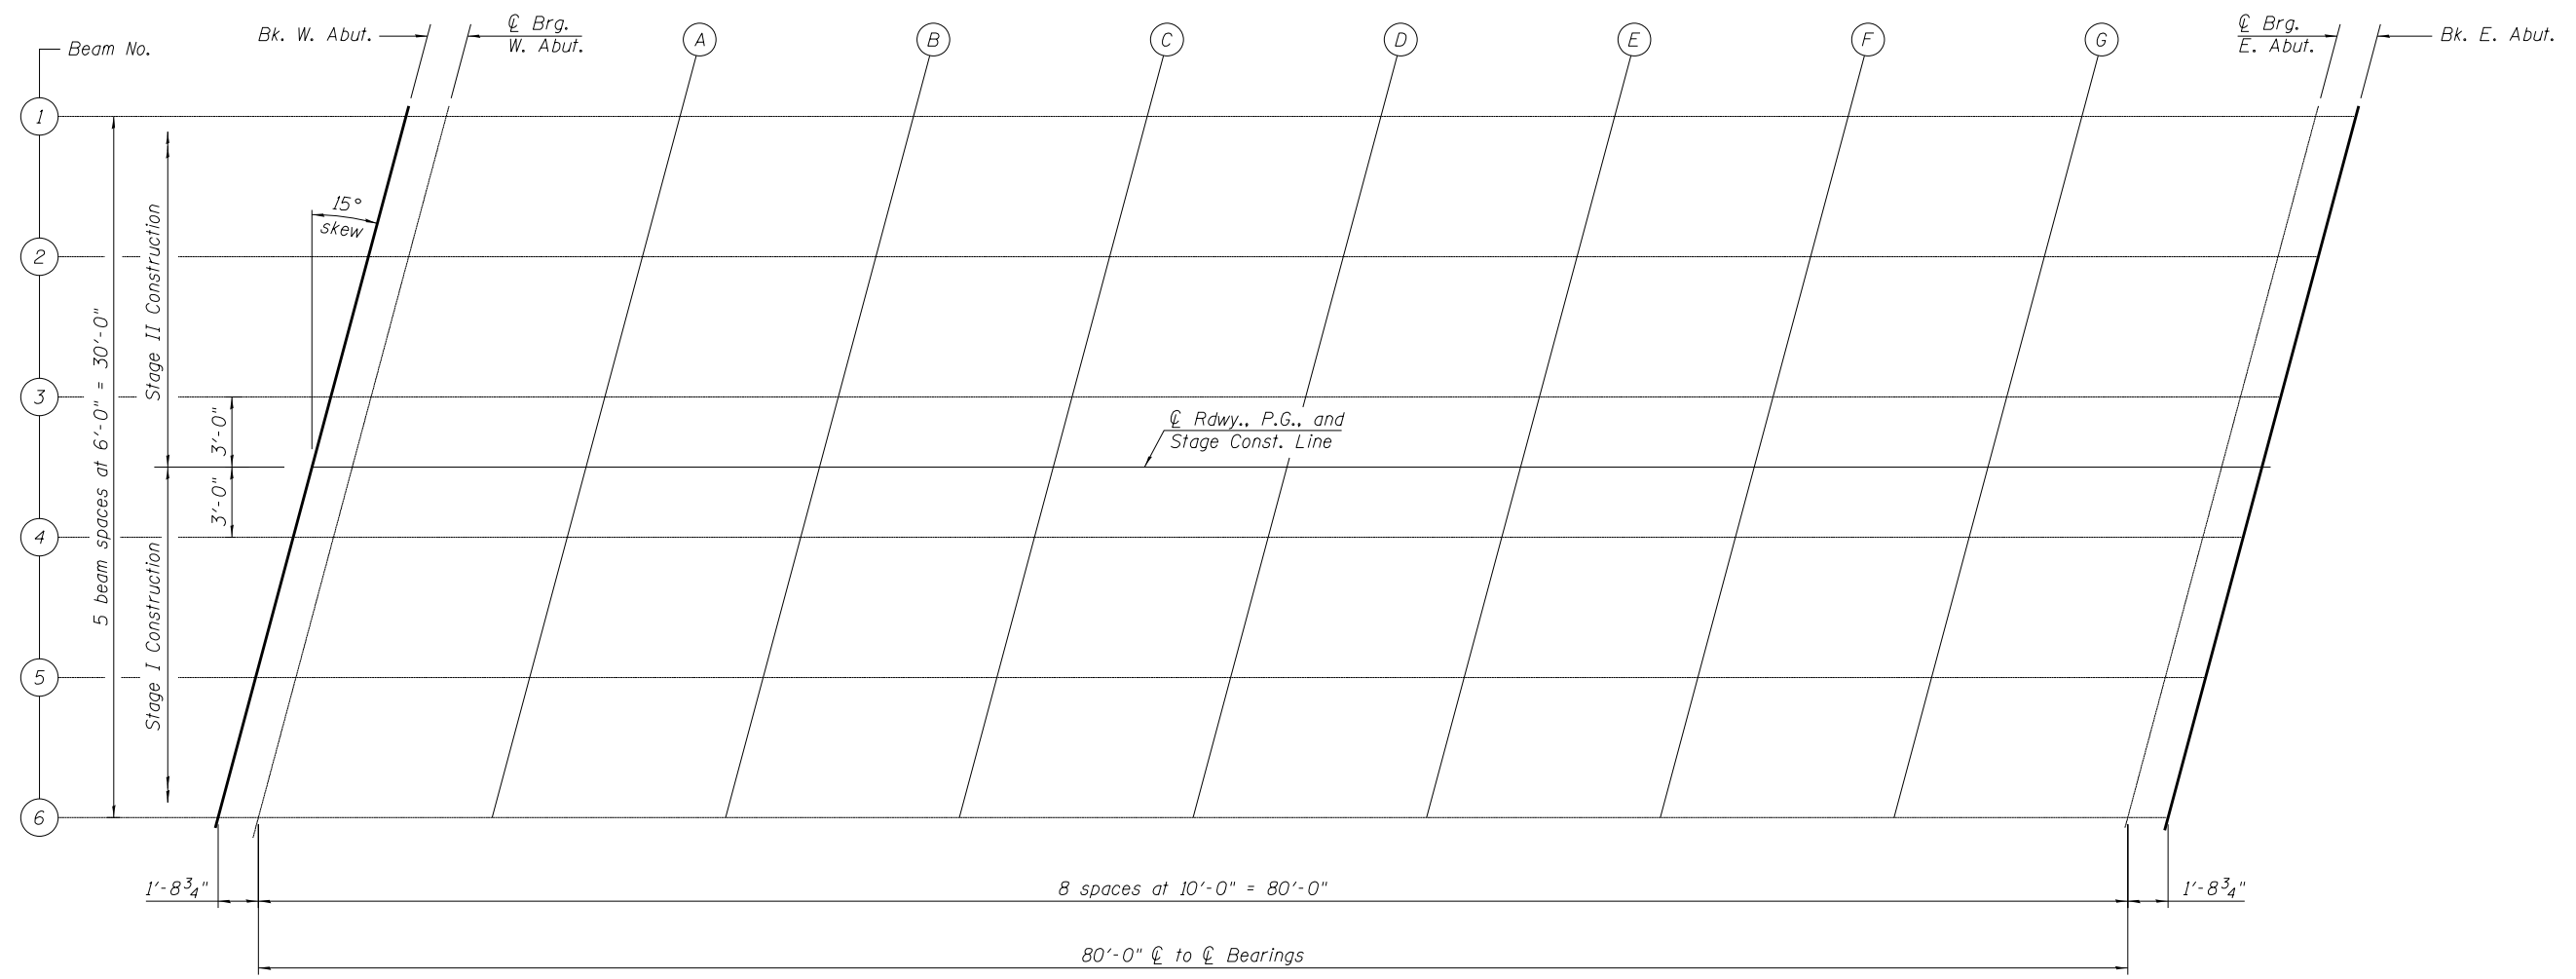 Beam No.
Bk. W. Abut.
℄ Brg.
W. Abut.
A
B
C
D
E
F
G
℄ Brg.
E. Abut.
Bk. E. Abut.
1
2
3
4
5
6
5 beam spaces at 6'-0" = 30'-0"
Stage II Construction
Stage I Construction
15°
skew
3'-0"
3'-0"
℄ Rdwy., P.G., and
Stage Const. Line
1'-8¾"
8 spaces at 10'-0" = 80'-0"
1'-8¾"
80'-0" ℄ to ℄ Bearings